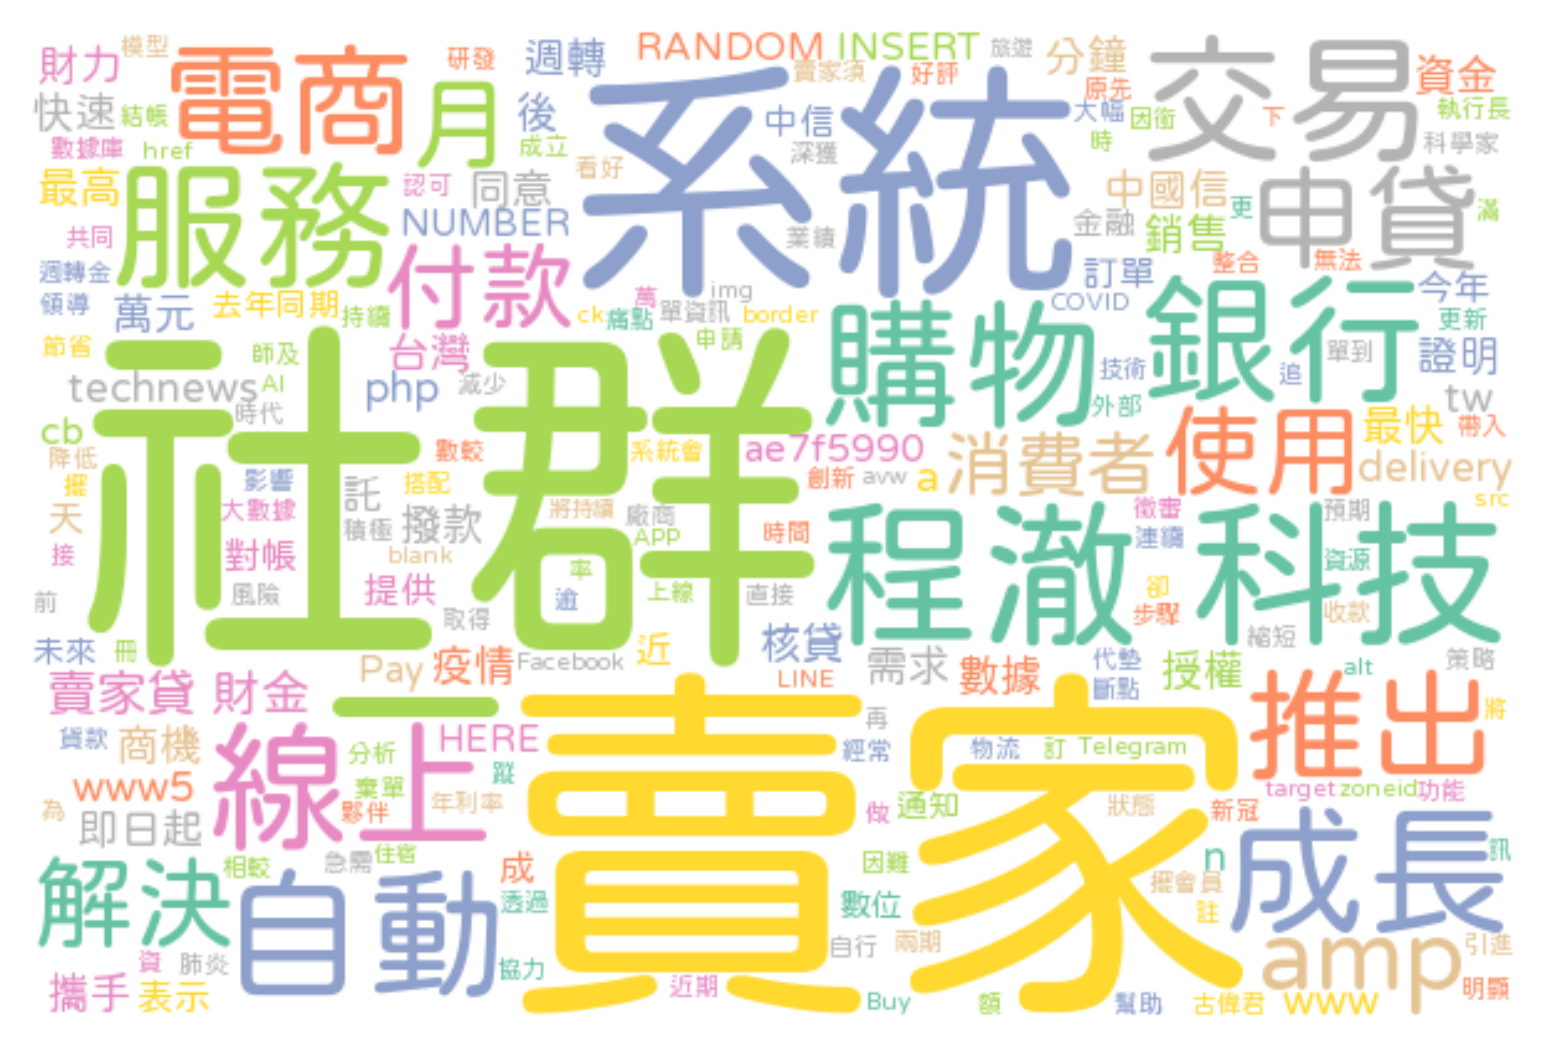 財力 模型 電商 研發 週轉 RANDOM INSERT 旅遊 分鐘 交易 資金
快速 結帳 月 後 中信 賣家須 好評 原先 大幅 因銜 下 執行長
數據庫 href 成立 系統 深獲 時 科學家
最高 服務 認可 同意 看好 中國信 更 申貸 滿
共同 NUMBER 業績 金融 銷售
週轉金 付款 訂單 整合 無法 今年
領導 萬元 去年同期 持續 ck 痛點 萬 單資訊 img border COVID 銀行 更新
節省 師及 台灣 申請 購物 技術 追 單到 證明
technews AI php 減少 外部 tw
社群 時代
cb 數較 系統會 ae7f5990 消費者 使用 最快 帶入
降低 影響 搭配 創新 avw a delivery
擢 大數據 託 將持續 徵審 預期 src
天 積極 撥款 廠商 APP 時間 程澈 連續 科技
接 對帳 blank 率 資源
前 風險 提供 取得 逾 上線 直接 卻 步驟 收款
未來 冊 近 核貸 縮短
Pay 疫情 Facebook 需求 數據 代墊 授權 alt 策略
賣家貸 財金 一 LINE 斷點 推出 將
貸款 商機 線上 分析 HERE 賣家 再 經常 物流 訂 Telegram
www5 棄單 蹤 target zoneid 功能
為 即日起 夥伴 年利率 做 通知 狀態 新冠
解決 相較 急需 住宿 成 因難 n 成長 訊
自動 透過 數位 擢會員 註
資 肺炎 協力 自行 兩期 amp 引進
攜手 表示 近期 Buy 額 幫助 古偉君 www 明顯